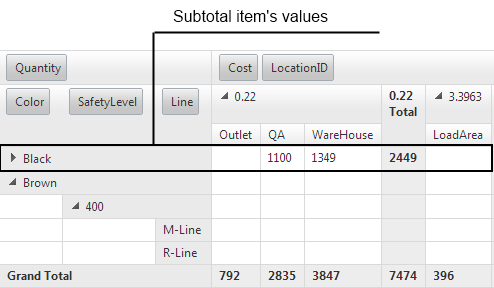 Subtotal item's values
Quantity Cost LocationID
Color SafetyLevel Line 0.22 0.22 Total 3.3963
Outlet QA WareHouse LoadArea
Black 1100 1349 2449
Brown
400
M-Line
R-Line
Grand Total 792 2835 3847 7474 396